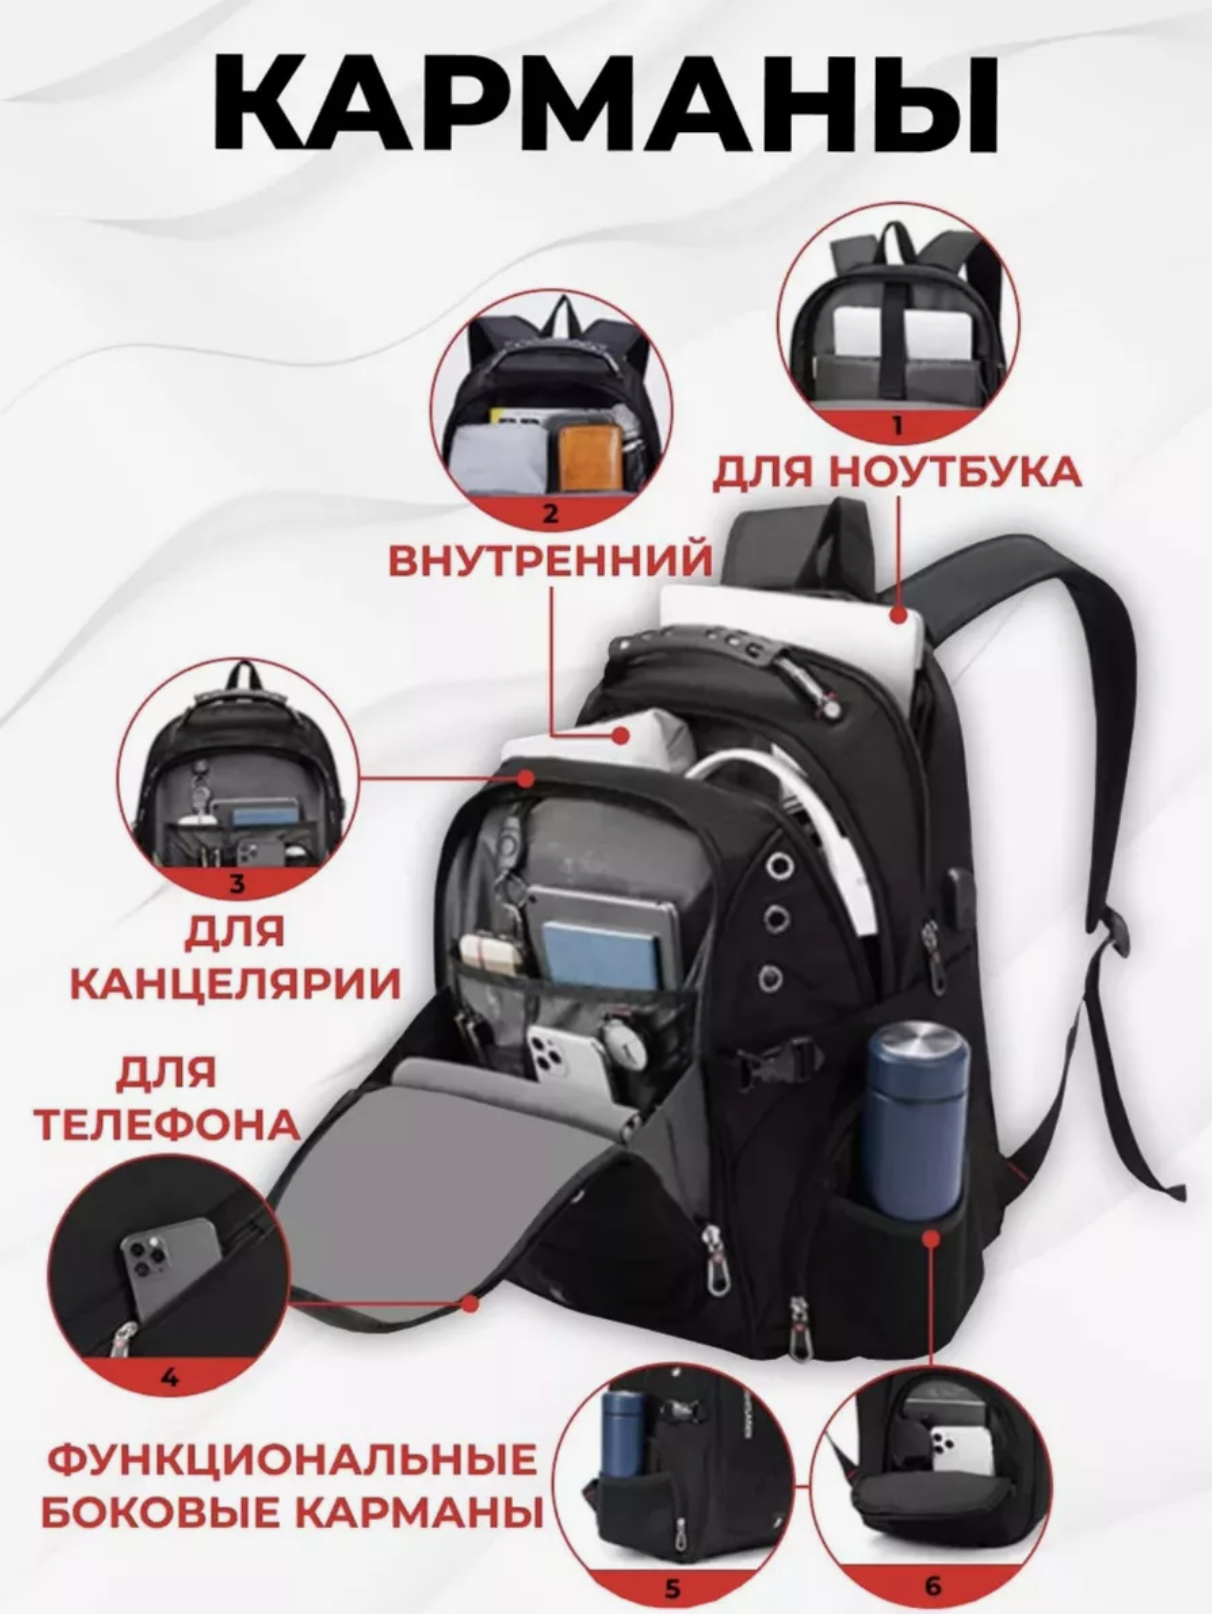 КАРМАНЫ
1
ДЛЯ НОУТБУКА
2
ВНУТРЕННИЙ
3
ДЛЯ
КАНЦЕЛЯРИИ
ДЛЯ
ТЕЛЕФОНА
4
ФУНКЦИОНАЛЬНЫЕ
БОКОВЫЕ КАРМАНЫ
5
6